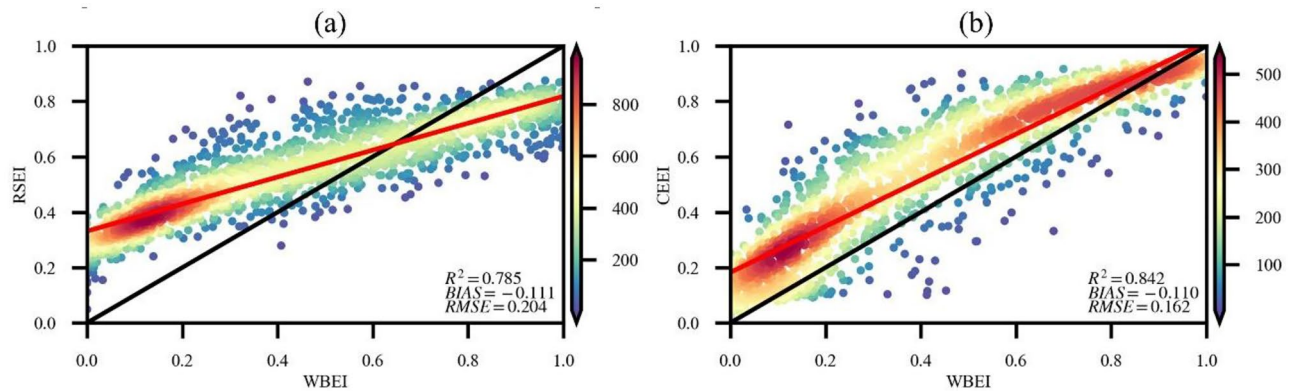 (a)
1.0
0.8
0.6
0.4
0.2
0.0
RSEI
0.0 0.2 0.4 0.6 0.8 1.0
WBEI
R² = 0.785
BIAS = −0.111
RMSE = 0.204
800
600
400
200
(b)
1.0
0.8
0.6
0.4
0.2
0.0
CEEI
0.0 0.2 0.4 0.6 0.8 1.0
WBEI
R² = 0.842
BIAS = −0.110
RMSE = 0.162
500
400
300
200
100